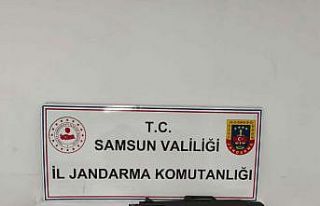 T.C.
SAMSUN VALİLİĞİ
İL JANDARMA KOMUTANLIĞI